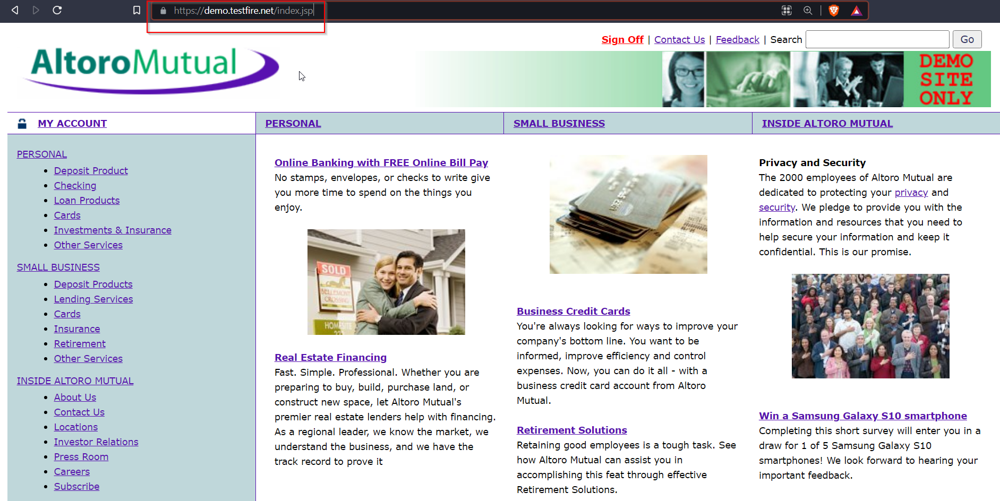 https://demo.testfire.net/index.jsp
Sign Off | Contact Us | Feedback | Search
Go
AltoroMutual
DEMO
SITE
ONLY
MY ACCOUNT
PERSONAL
SMALL BUSINESS
INSIDE ALTORO MUTUAL
PERSONAL
Deposit Product
Checking
Loan Products
Cards
Investments & Insurance
Other Services
SMALL BUSINESS
Deposit Products
Lending Services
Cards
Insurance
Retirement
Other Services
INSIDE ALTORO MUTUAL
About Us
Contact Us
Locations
Investor Relations
Press Room
Careers
Subscribe
Online Banking with FREE Online Bill Pay
No stamps, envelopes, or checks to write give
you more time to spend on the things you
enjoy.
SOLD
BELLEMONT
CROSSING
HOMESITE
Real Estate Financing
Fast. Simple. Professional. Whether you are
preparing to buy, build, purchase land, or
construct new space, let Altoro Mutual's
premier real estate lenders help with financing.
As a regional leader, we know the market, we
understand the business, and we have the
track record to prove it
Business Credit Cards
You're always looking for ways to improve your
company's bottom line. You want to be
informed, improve efficiency and control
expenses. Now, you can do it all - with a
business credit card account from Altoro
Mutual.
Retirement Solutions
Retaining good employees is a tough task. See
how Altoro Mutual can assist you in
accomplishing this feat through effective
Retirement Solutions.
Privacy and Security
The 2000 employees of Altoro Mutual are
dedicated to protecting your privacy and
security. We pledge to provide you with the
information and resources that you need to
help secure your information and keep it
confidential. This is our promise.
Win a Samsung Galaxy S10 smartphone
Completing this short survey will enter you in a
draw for 1 of 5 Samsung Galaxy S10
smartphones! We look forward to hearing your
important feedback.